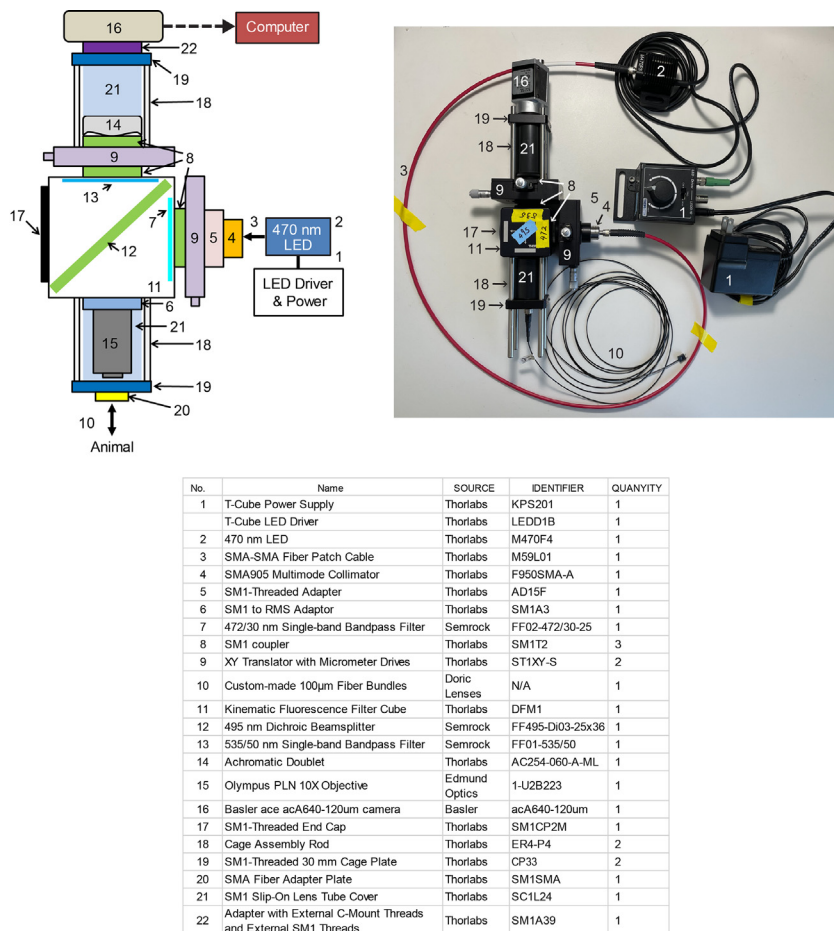 16
Computer
22
19
21
18
14
9
8
13
17
7
3
2
9
5
4
470 nm
LED
1
12
LED Driver
& Power
11
6
21
15
18
19
10
20
Animal
16
2
19
18
21
3
9
8
5
4
1
17
11
535
495
472
9
1
18
21
19
10
No. Name SOURCE IDENTIFIER QUANYITY
1 T-Cube Power Supply Thorlabs KPS201 1
T-Cube LED Driver Thorlabs LEDD1B 1
2 470 nm LED Thorlabs M470F4 1
3 SMA-SMA Fiber Patch Cable Thorlabs M59L01 1
4 SMA905 Multimode Collimator Thorlabs F950SMA-A 1
5 SM1-Threaded Adapter Thorlabs AD15F 1
6 SM1 to RMS Adaptor Thorlabs SM1A3 1
7 472/30 nm Single-band Bandpass Filter Semrock FF02-472/30-25 1
8 SM1 coupler Thorlabs SM1T2 3
9 XY Translator with Micrometer Drives Thorlabs ST1XY-S 2
10 Custom-made 100μm Fiber Bundles Doric
Lenses N/A 1
11 Kinematic Fluorescence Filter Cube Thorlabs DFM1 1
12 495 nm Dichroic Beamsplitter Semrock FF495-Di03-25x36 1
13 535/50 nm Single-band Bandpass Filter Semrock FF01-535/50 1
14 Achromatic Doublet Thorlabs AC254-060-A-ML 1
15 Olympus PLN 10X Objective Edmund
Optics 1-U2B223 1
16 Basler ace acA640-120um camera Basler acA640-120um 1
17 SM1-Threaded End Cap Thorlabs SM1CP2M 1
18 Cage Assembly Rod Thorlabs ER4-P4 2
19 SM1-Threaded 30 mm Cage Plate Thorlabs CP33 2
20 SMA Fiber Adapter Plate Thorlabs SM1SMA 1
21 SM1 Slip-On Lens Tube Cover Thorlabs SC1L24 1
22 Adapter with External C-Mount Threads
and External SM1 Threads Thorlabs SM1A39 1